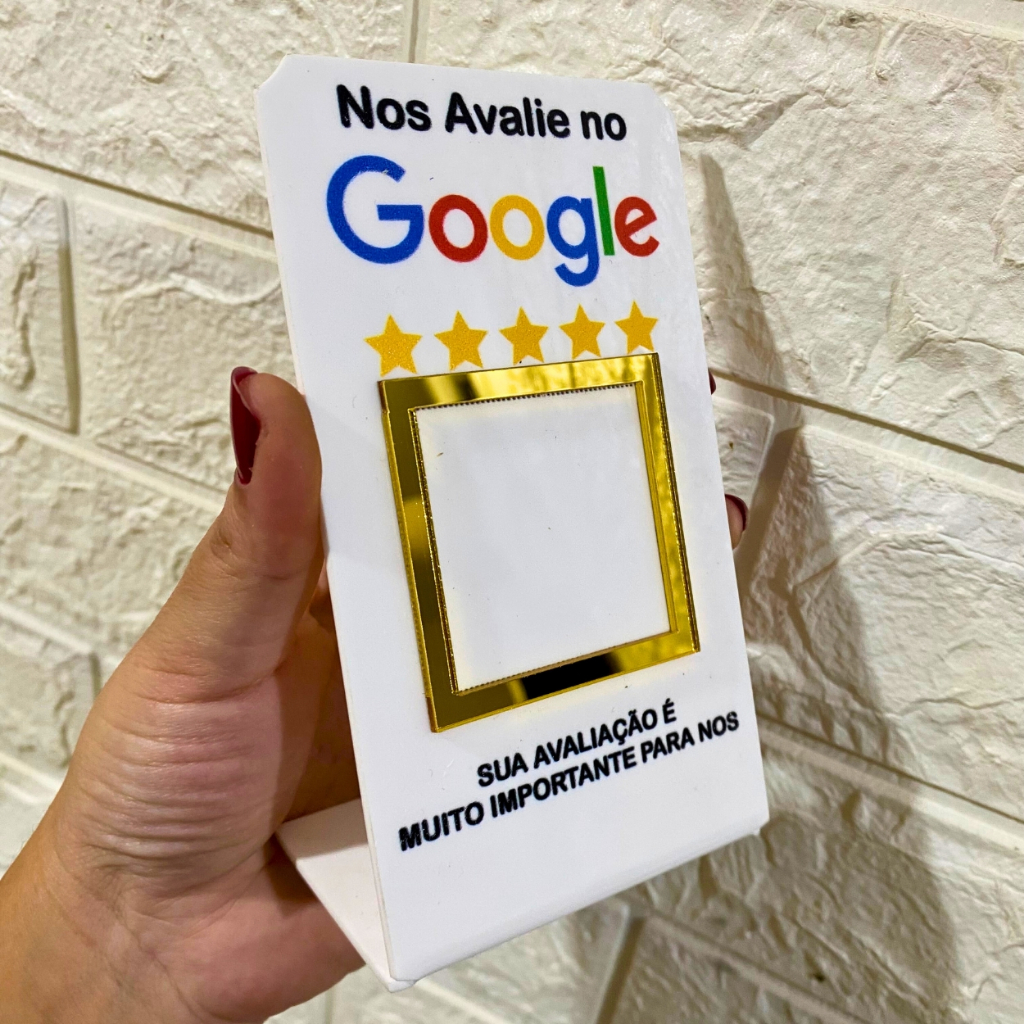 Nos Avalie no
Google
SUA AVALIAÇÃO É
MUITO IMPORTANTE PARA NOS